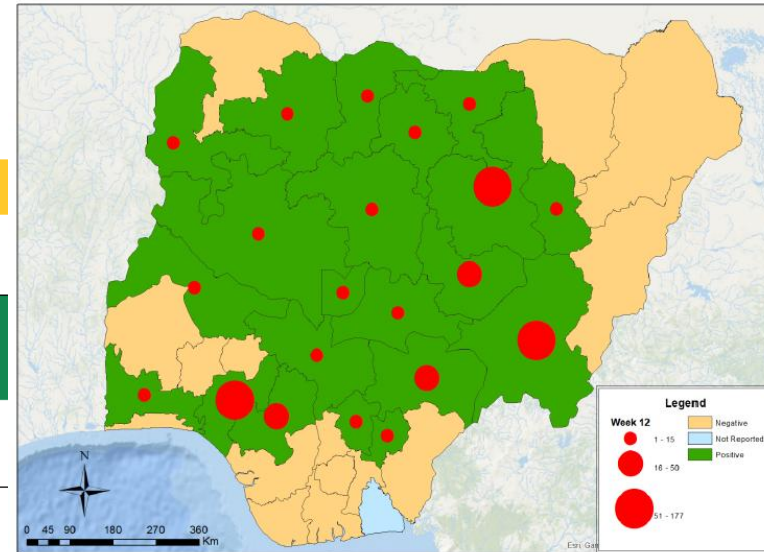 N
0 45 90 180 270 360
Km
Legend
Week 12
1 - 15
16 - 50
51 - 177
Negative
Not Reported
Positive